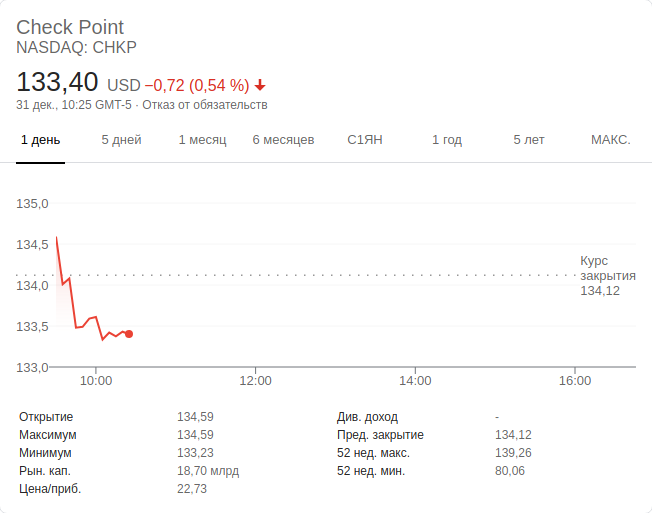 Check Point
NASDAQ: CHKP
133,40 USD −0,72 (0,54 %)
31 дек., 10:25 GMT-5 · Отказ от обязательств
1 день 5 дней 1 месяц 6 месяцев С1ЯН 1 год 5 лет МАКС.
135,0
134,5
Курс
закрытия
134,12
134,0
133,5
133,0
10:00 12:00 14:00 16:00
Открытие 134,59 Див. доход -
Максимум 134,59 Пред. закрытие 134,12
Минимум 133,23 52 нед. макс. 139,26
Рын. кап. 18,70 млрд 52 нед. мин. 80,06
Цена/приб. 22,73